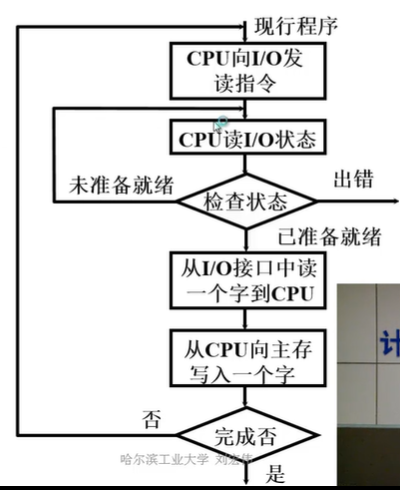 现行程序
CPU向I/O发
读指令
CPU读I/O状态
未准备就绪
检查状态
出错
已准备就绪
从I/O接口中读
一个字到CPU
从CPU向主存
写入一个字
否
完成否
哈尔滨工业大学 刘宏伟
是
计